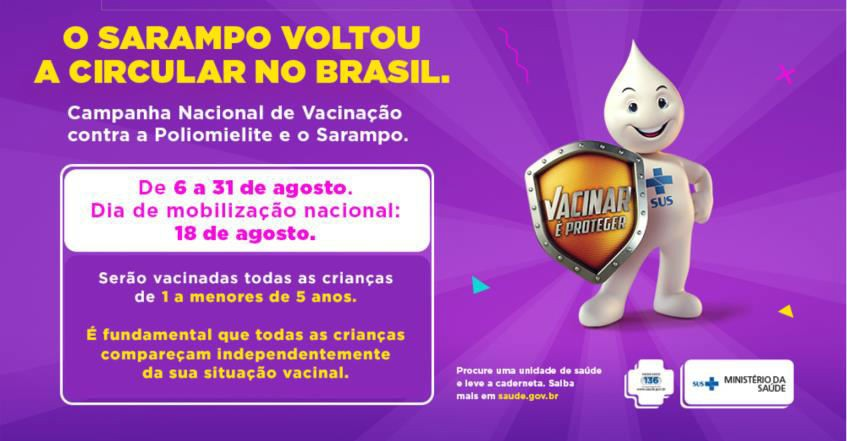 O SARAMPO VOLTOU
A CIRCULAR NO BRASIL.
Campanha Nacional de Vacinação
contra a Poliomielite e o Sarampo.
De 6 a 31 de agosto.
Dia de mobilização nacional:
18 de agosto.
Serão vacinadas todas as crianças
de 1 a menores de 5 anos.
É fundamental que todas as crianças
compareçam independentemente
da sua situação vacinal.
VACINAR
É PROTEGER
SUS
Procure uma unidade de saúde
e leve a caderneta. Saiba
mais em saude.gov.br
136
SUS
MINISTÉRIO DA
SAÚDE